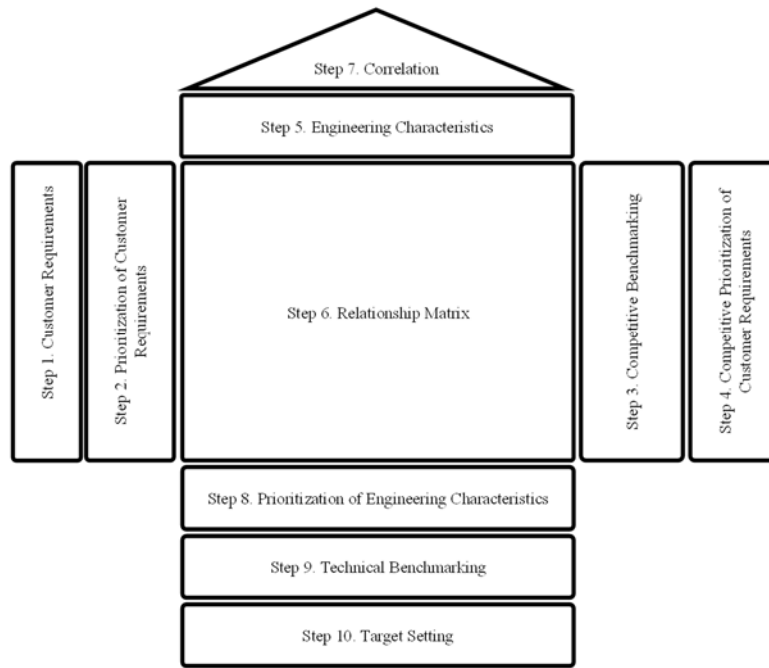 Step 7. Correlation
Step 5. Engineering Characteristics
Step 1. Customer Requirements
Step 2. Prioritization of Customer
Requirements
Step 6. Relationship Matrix
Step 3. Competitive Benchmarking
Step 4. Competitive Prioritization of
Customer Requirements
Step 8. Prioritization of Engineering Characteristics
Step 9. Technical Benchmarking
Step 10. Target Setting